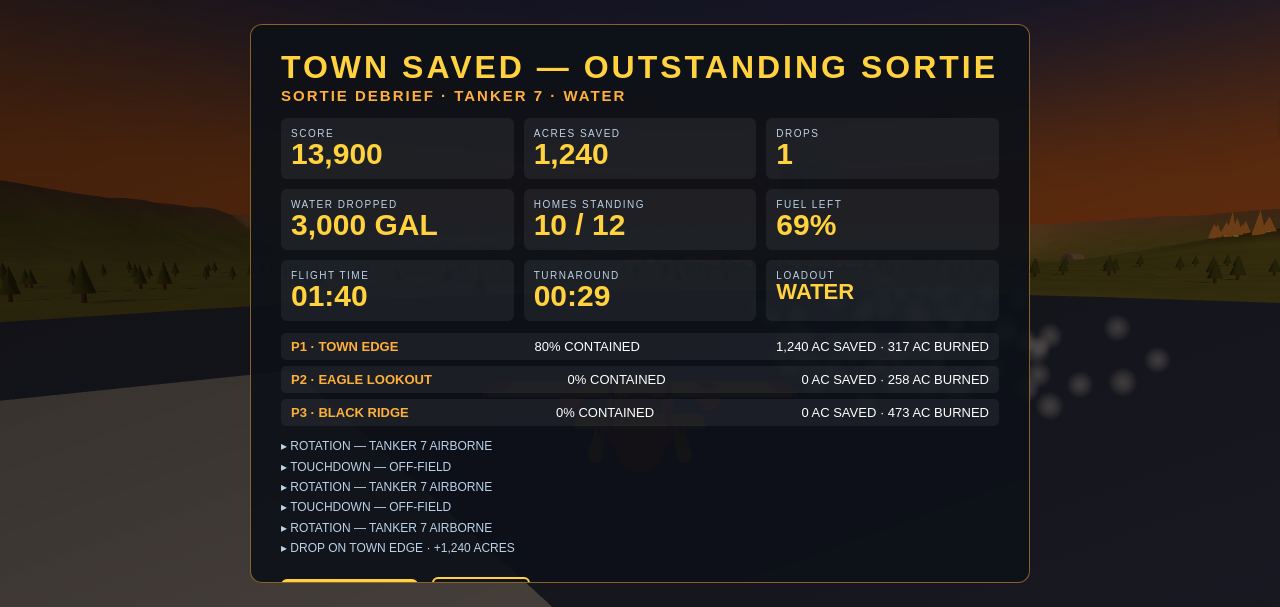 TOWN SAVED — OUTSTANDING SORTIE
SORTIE DEBRIEF · TANKER 7 · WATER
SCORE
13,900
ACRES SAVED
1,240
DROPS
1
WATER DROPPED
3,000 GAL
HOMES STANDING
10 / 12
FUEL LEFT
69%
FLIGHT TIME
01:40
TURNAROUND
00:29
LOADOUT
WATER
P1 · TOWN EDGE 80% CONTAINED 1,240 AC SAVED · 317 AC BURNED
P2 · EAGLE LOOKOUT 0% CONTAINED 0 AC SAVED · 258 AC BURNED
P3 · BLACK RIDGE 0% CONTAINED 0 AC SAVED · 473 AC BURNED
▸ ROTATION — TANKER 7 AIRBORNE
▸ TOUCHDOWN — OFF-FIELD
▸ ROTATION — TANKER 7 AIRBORNE
▸ TOUCHDOWN — OFF-FIELD
▸ ROTATION — TANKER 7 AIRBORNE
▸ DROP ON TOWN EDGE · +1,240 ACRES